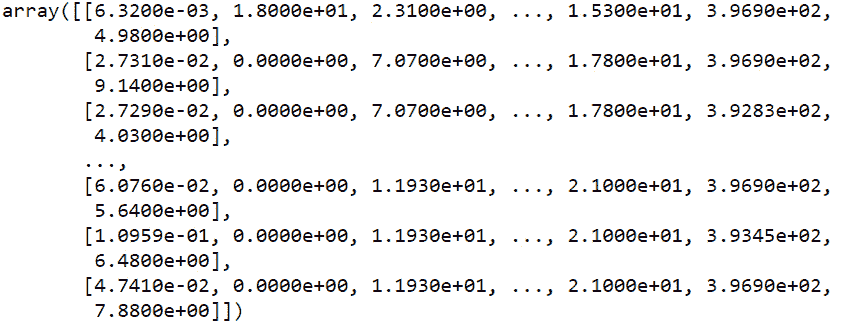 array([[6.3200e-03, 1.8000e+01, 2.3100e+00, ..., 1.5300e+01, 3.9690e+02,
        4.9800e+00],
       [2.7310e-02, 0.0000e+00, 7.0700e+00, ..., 1.7800e+01, 3.9690e+02,
        9.1400e+00],
       [2.7290e-02, 0.0000e+00, 7.0700e+00, ..., 1.7800e+01, 3.9283e+02,
        4.0300e+00],
       ...,
       [6.0760e-02, 0.0000e+00, 1.1930e+01, ..., 2.1000e+01, 3.9690e+02,
        5.6400e+00],
       [1.0959e-01, 0.0000e+00, 1.1930e+01, ..., 2.1000e+01, 3.9345e+02,
        6.4800e+00],
       [4.7410e-02, 0.0000e+00, 1.1930e+01, ..., 2.1000e+01, 3.9690e+02,
        7.8800e+00]])